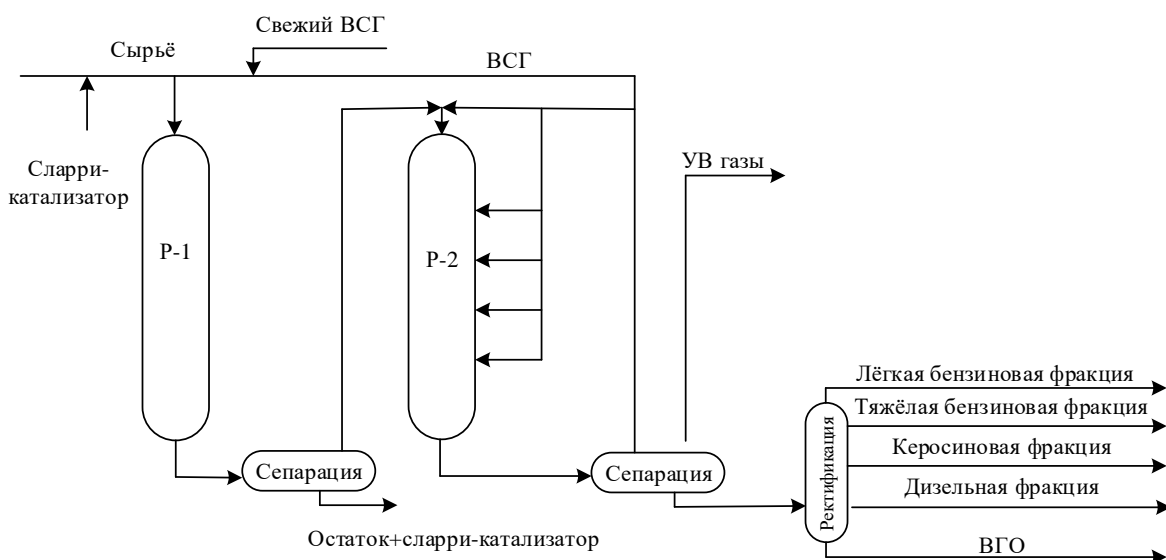 Свежий ВСГ
Сырьё
ВСГ
Сларри-
катализатор
УВ газы
Р-1
Р-2
Лёгкая бензиновая фракция
Тяжёлая бензиновая фракция
Керосиновая фракция
Дизельная фракция
ВГО
Ректификация
Сепарация
Сепарация
Остаток+сларри-катализатор